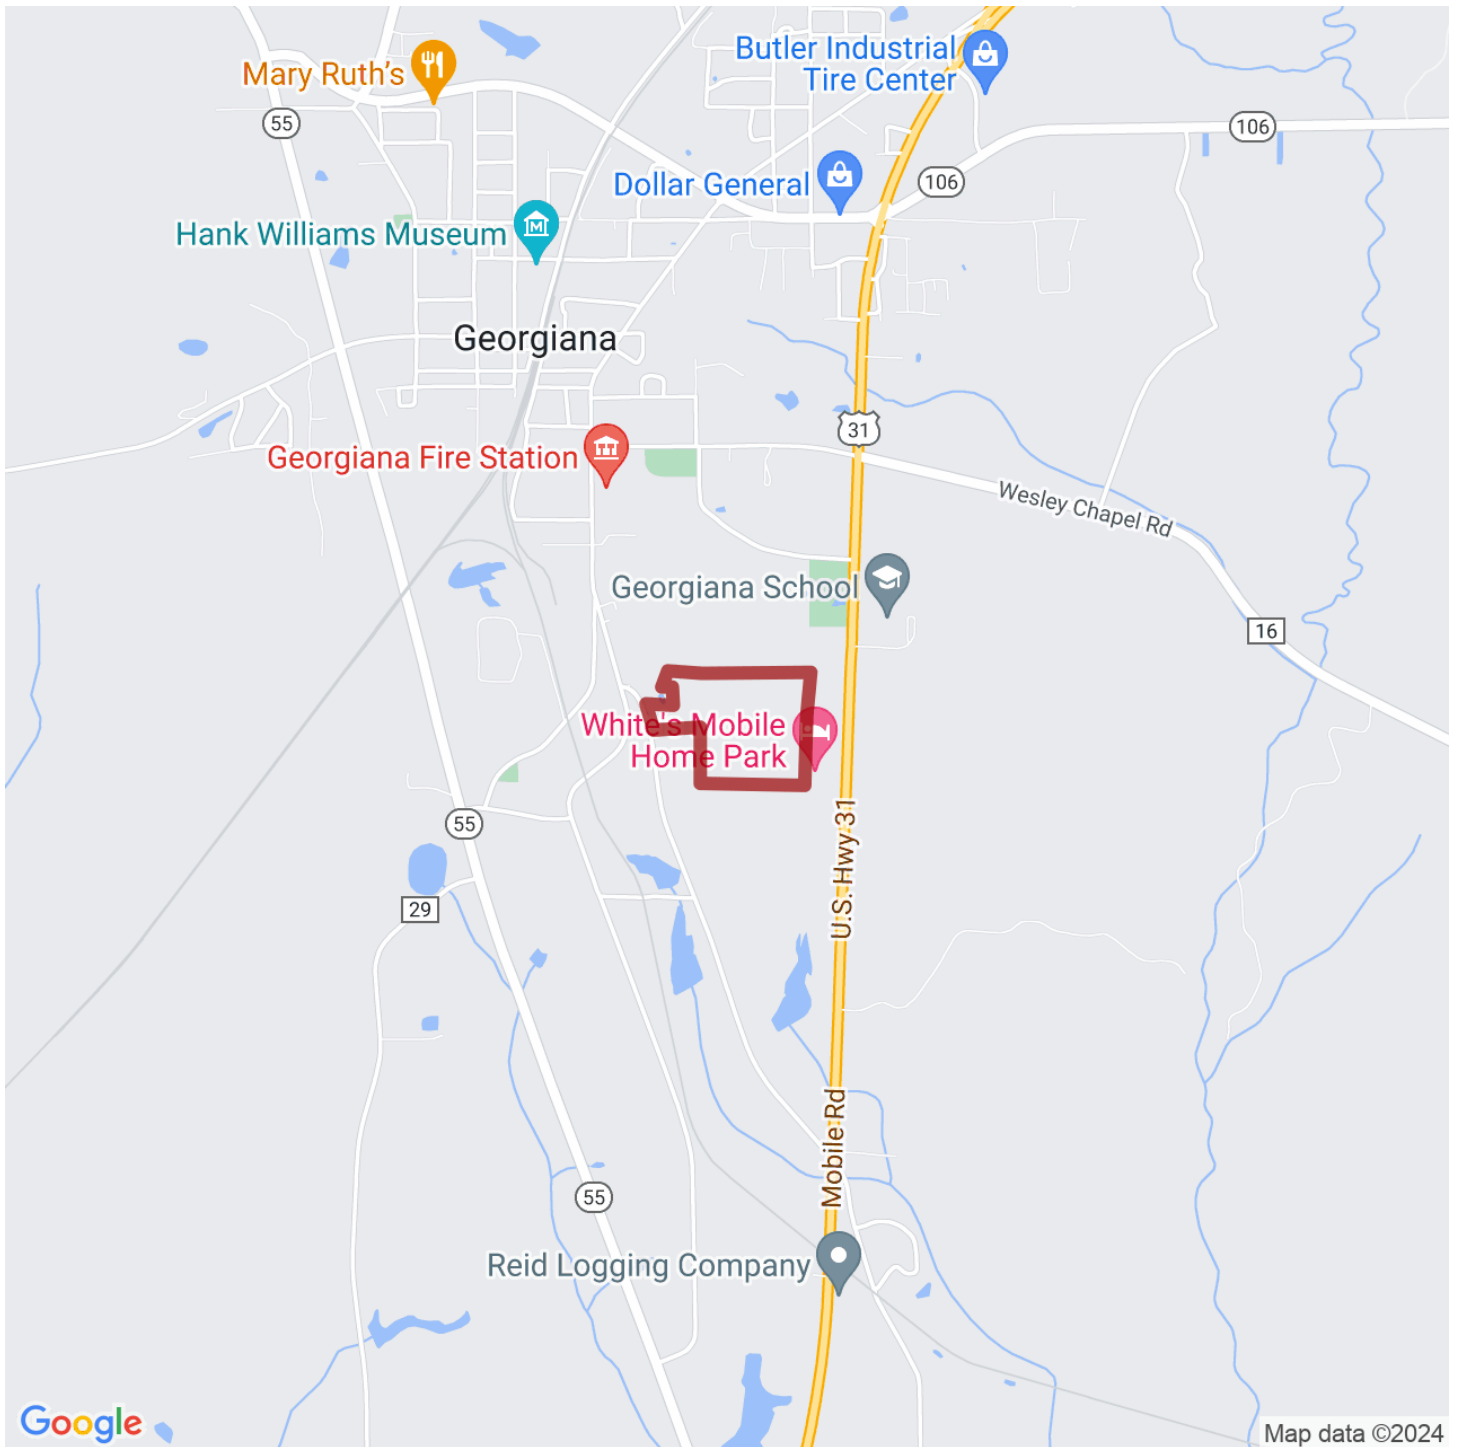 Butler Industrial
Tire Center
Mary Ruth's
55
106
106
Dollar General
Hank Williams Museum
Georgiana
31
Georgiana Fire Station
Wesley Chapel Rd
Georgiana School
16
White's Mobile
Home Park
55
U.S. Hwy 31
29
Mobile Rd
55
Reid Logging Company
Google
Map data ©2024